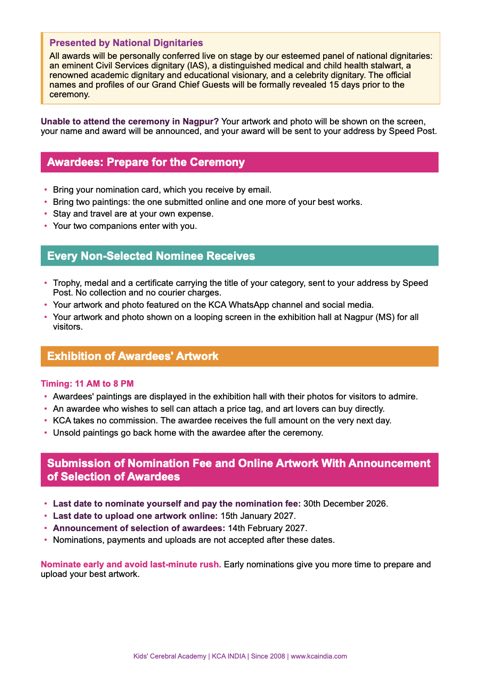 Presented by National Dignitaries
All awards will be personally conferred live on stage by our esteemed panel of national dignitaries:
an eminent Civil Services dignitary (IAS), a distinguished medical and child health stalwart, a
renowned academic dignitary and educational visionary, and a celebrity dignitary. The official
names and profiles of our Grand Chief Guests will be formally revealed 15 days prior to the
ceremony.
Unable to attend the ceremony in Nagpur? Your artwork and photo will be shown on the screen,
your name and award will be announced, and your award will be sent to your address by Speed Post.
Awardees: Prepare for the Ceremony
• Bring your nomination card, which you receive by email.
• Bring two paintings: the one submitted online and one more of your best works.
• Stay and travel are at your own expense.
• Your two companions enter with you.
Every Non-Selected Nominee Receives
• Trophy, medal and a certificate carrying the title of your category, sent to your address by Speed
Post. No collection and no courier charges.
• Your artwork and photo featured on the KCA WhatsApp channel and social media.
• Your artwork and photo shown on a looping screen in the exhibition hall at Nagpur (MS) for all
visitors.
Exhibition of Awardees' Artwork
Timing: 11 AM to 8 PM
• Awardees' paintings are displayed in the exhibition hall with their photos for visitors to admire.
• An awardee who wishes to sell can attach a price tag, and art lovers can buy directly.
• KCA takes no commission. The awardee receives the full amount on the very next day.
• Unsold paintings go back home with the awardee after the ceremony.
Submission of Nomination Fee and Online Artwork With Announcement
of Selection of Awardees
• Last date to nominate yourself and pay the nomination fee: 30th December 2026.
• Last date to upload one artwork online: 15th January 2027.
• Announcement of selection of awardees: 14th February 2027.
• Nominations, payments and uploads are not accepted after these dates.
Nominate early and avoid last-minute rush. Early nominations give you more time to prepare and
upload your best artwork.
Kids' Cerebral Academy | KCA INDIA | Since 2008 | www.kcaindia.com